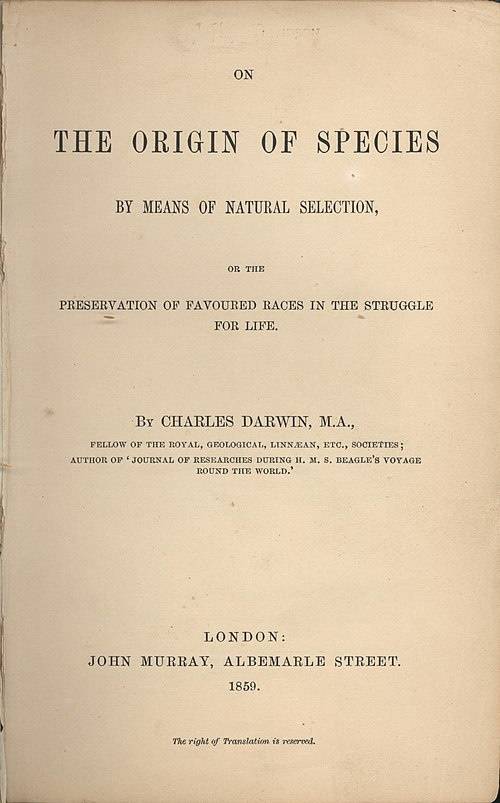 ON
THE ORIGIN OF SPECIES
BY MEANS OF NATURAL SELECTION,
OR THE
PRESERVATION OF FAVOURED RACES IN THE STRUGGLE
FOR LIFE.
By CHARLES DARWIN, M.A.,
FELLOW OF THE ROYAL, GEOLOGICAL, LINNÆAN, ETC., SOCIETIES;
AUTHOR OF ‘JOURNAL OF RESEARCHES DURING H. M. S. BEAGLE'S VOYAGE
ROUND THE WORLD.’
LONDON:
JOHN MURRAY, ALBEMARLE STREET.
1859.
The right of Translation is reserved.